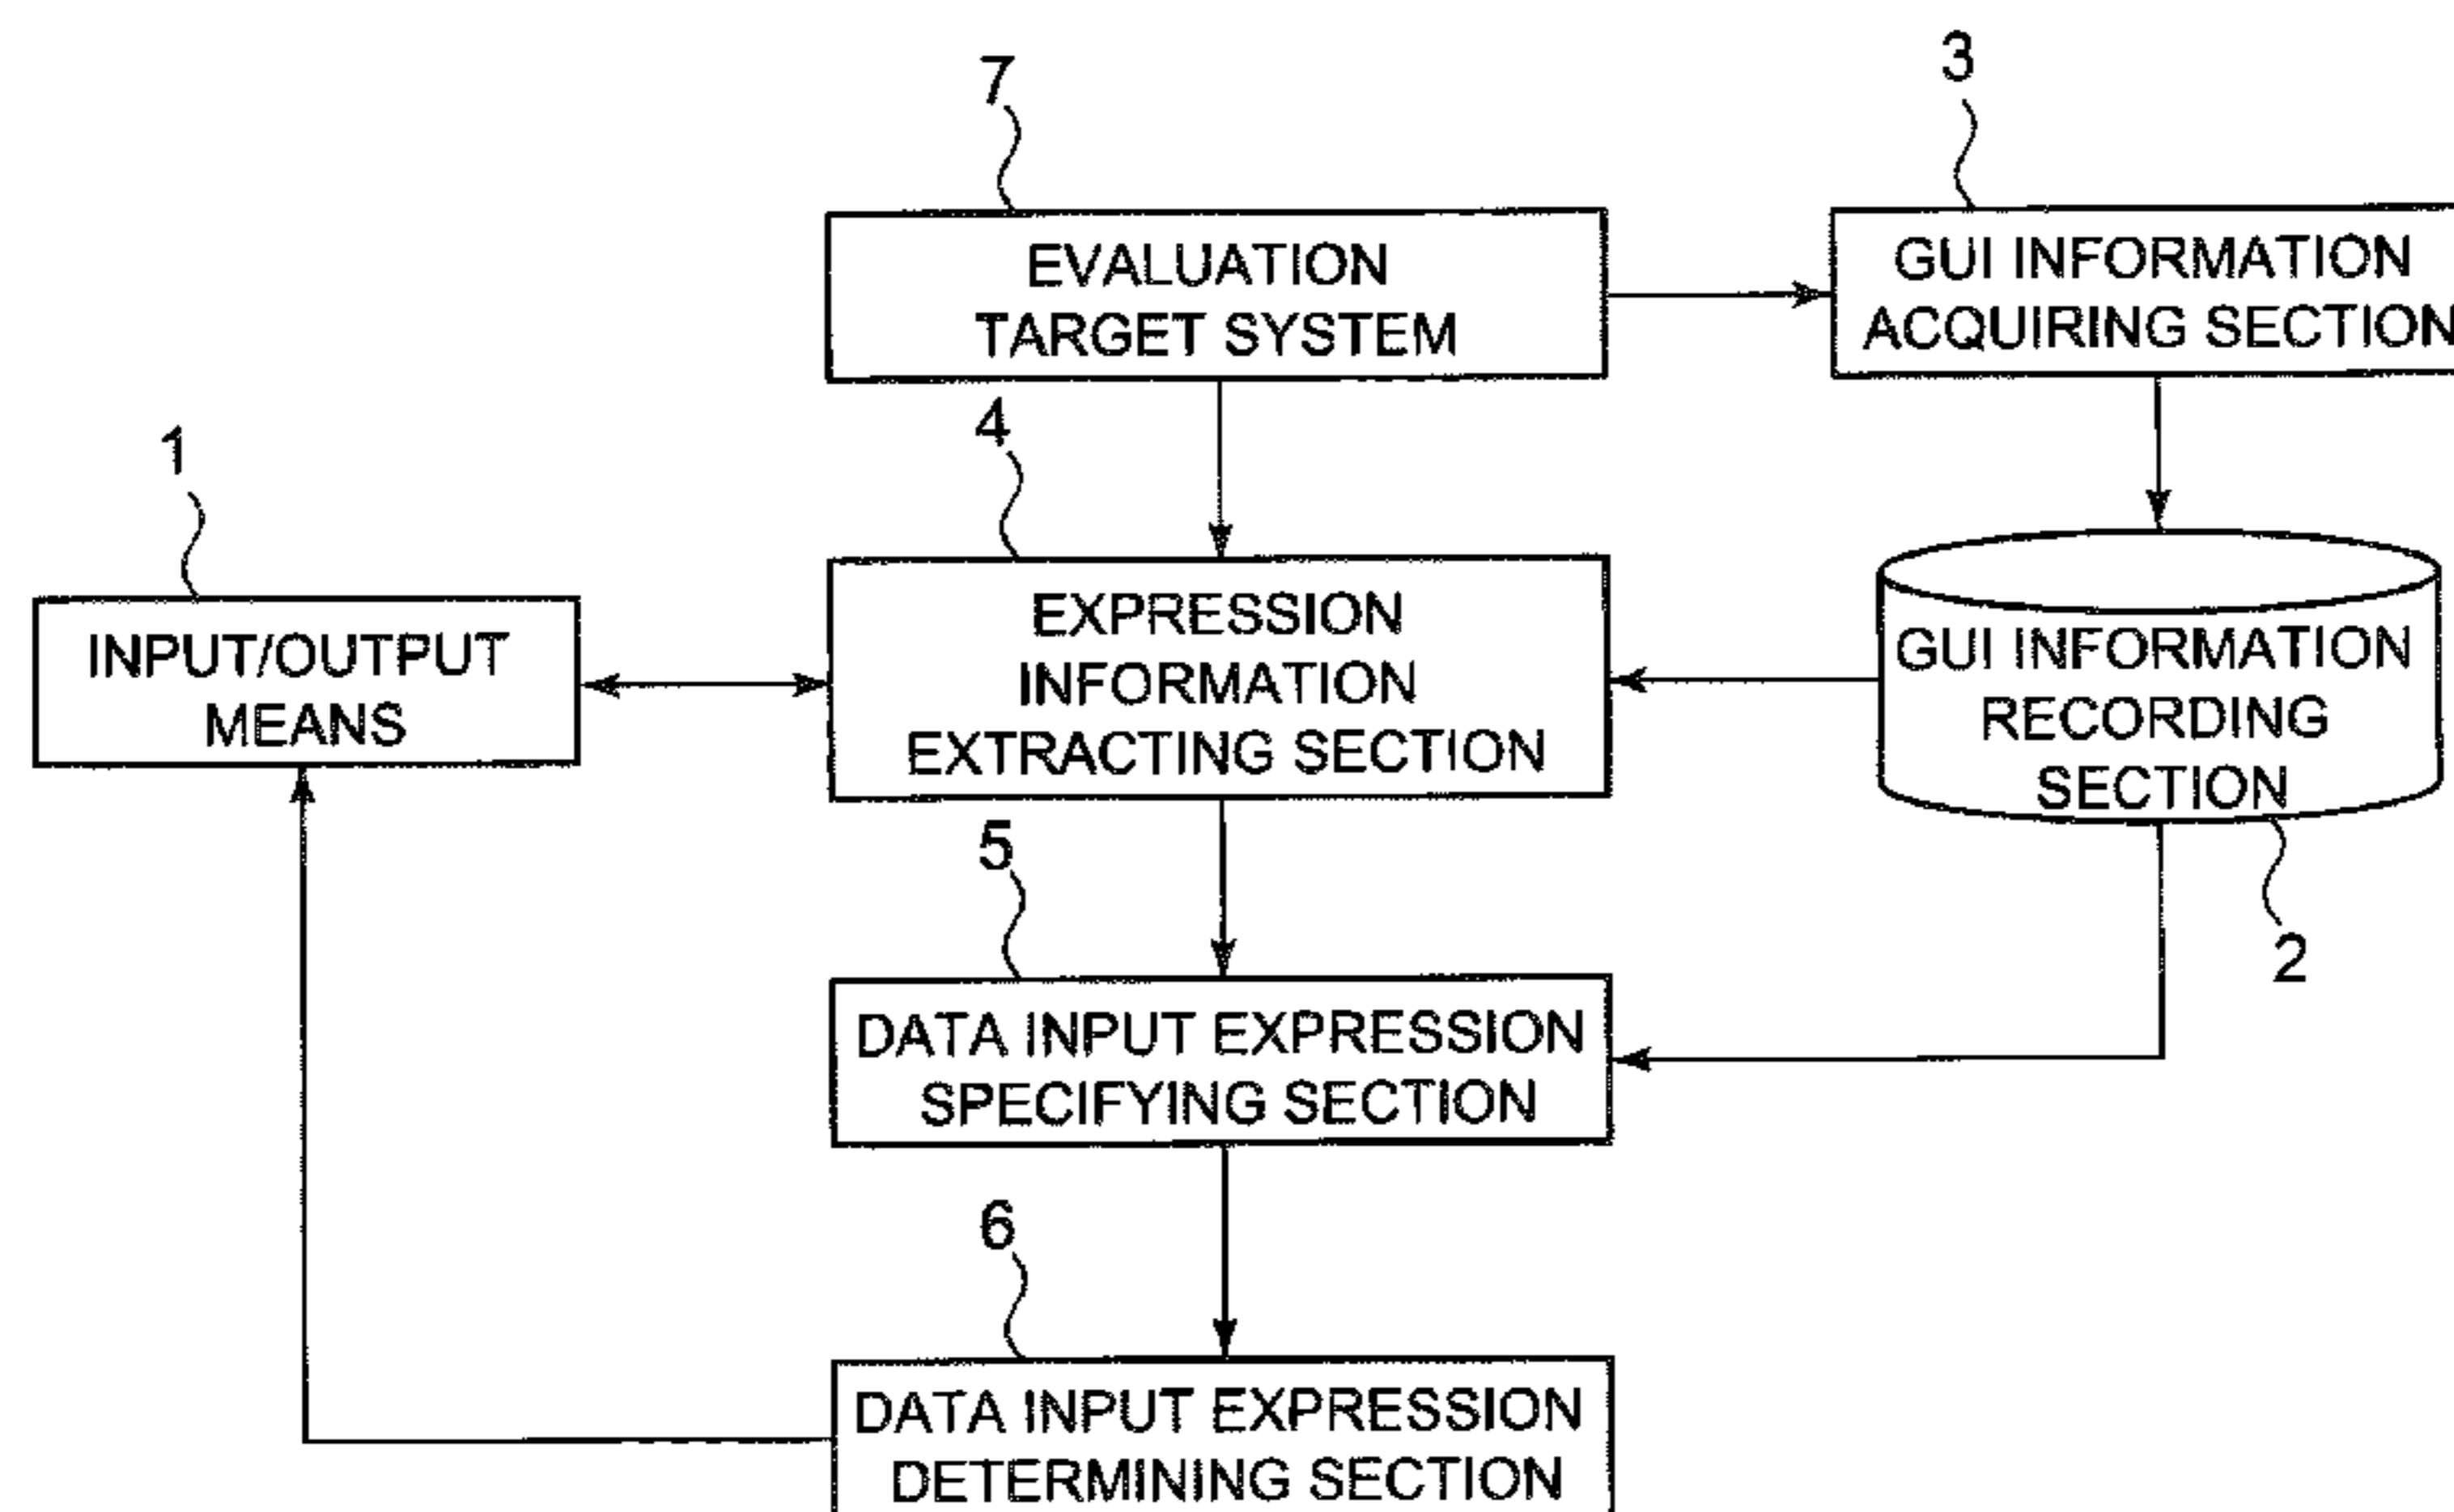 7
3
EVALUATION
TARGET SYSTEM
GUI INFORMATION
ACQUIRING SECTION
4
1
EXPRESSION
INFORMATION
EXTRACTING SECTION
INPUT/OUTPUT
MEANS
GUI INFORMATION
RECORDING
SECTION
5
2
DATA INPUT EXPRESSION
SPECIFYING SECTION
6
DATA INPUT EXPRESSION
DETERMINING SECTION